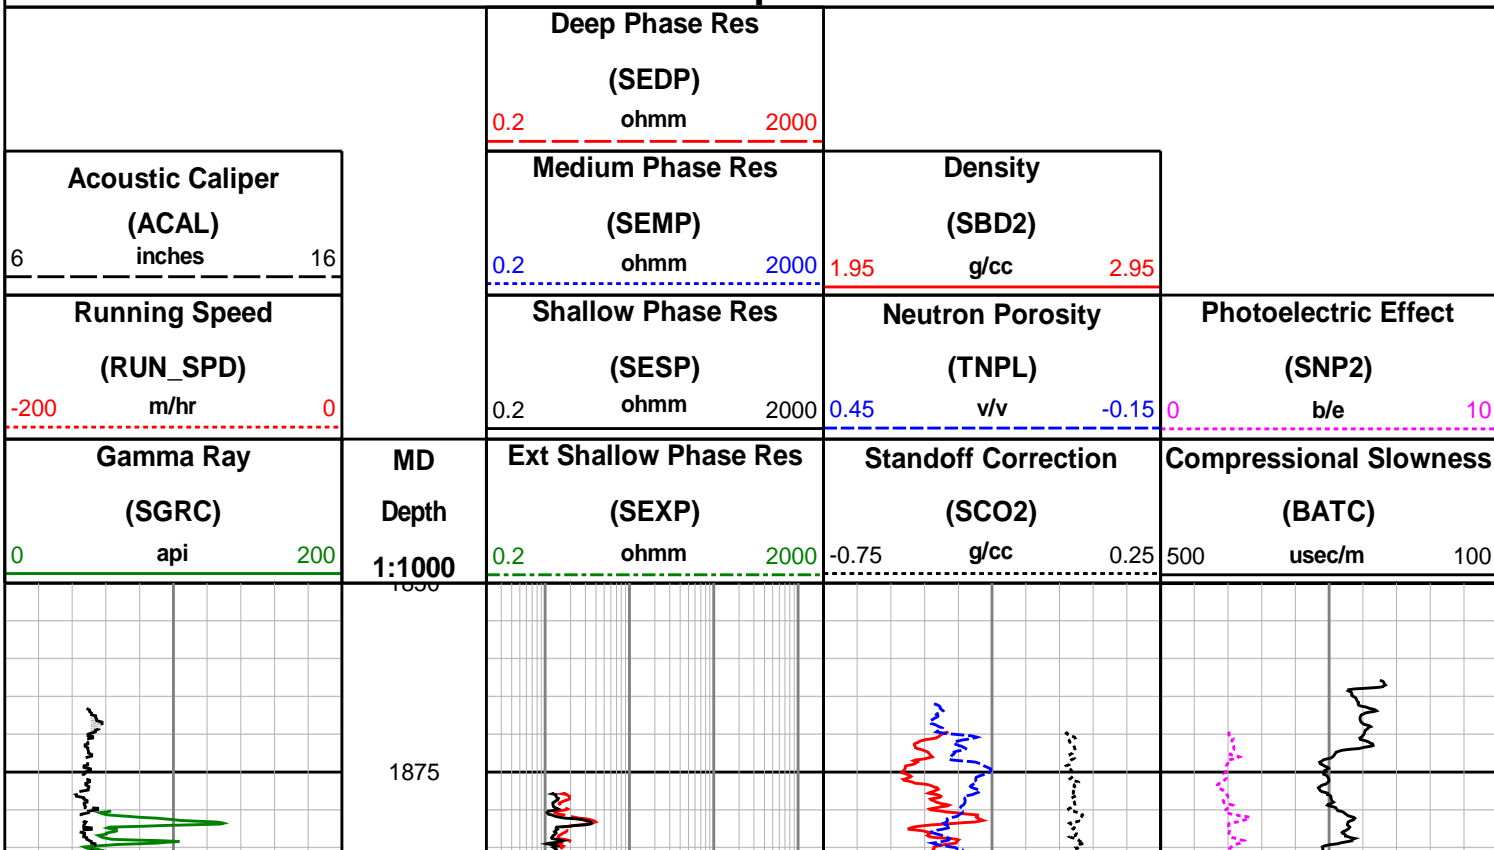 Deep Phase Res
(SEDP)
0.2 ohmm 2000
Acoustic Caliper
(ACAL)
6 inches 16
Medium Phase Res
(SEMP)
0.2 ohmm 2000
Density
(SBD2)
1.95 g/cc 2.95
Running Speed
(RUN_SPD)
-200 m/hr 0
Shallow Phase Res
(SESP)
0.2 ohmm 2000
Neutron Porosity
(TNPL)
0.45 v/v -0.15
Photoelectric Effect
(SNP2)
0 b/e 10
Gamma Ray
(SGRC)
0 api 200
MD
Depth
1:1000
Ext Shallow Phase Res
(SEXP)
0.2 ohmm 2000
Standoff Correction
(SCO2)
-0.75 g/cc 0.25
Compressional Slowness
(BATC)
500 usec/m 100
1850
1875